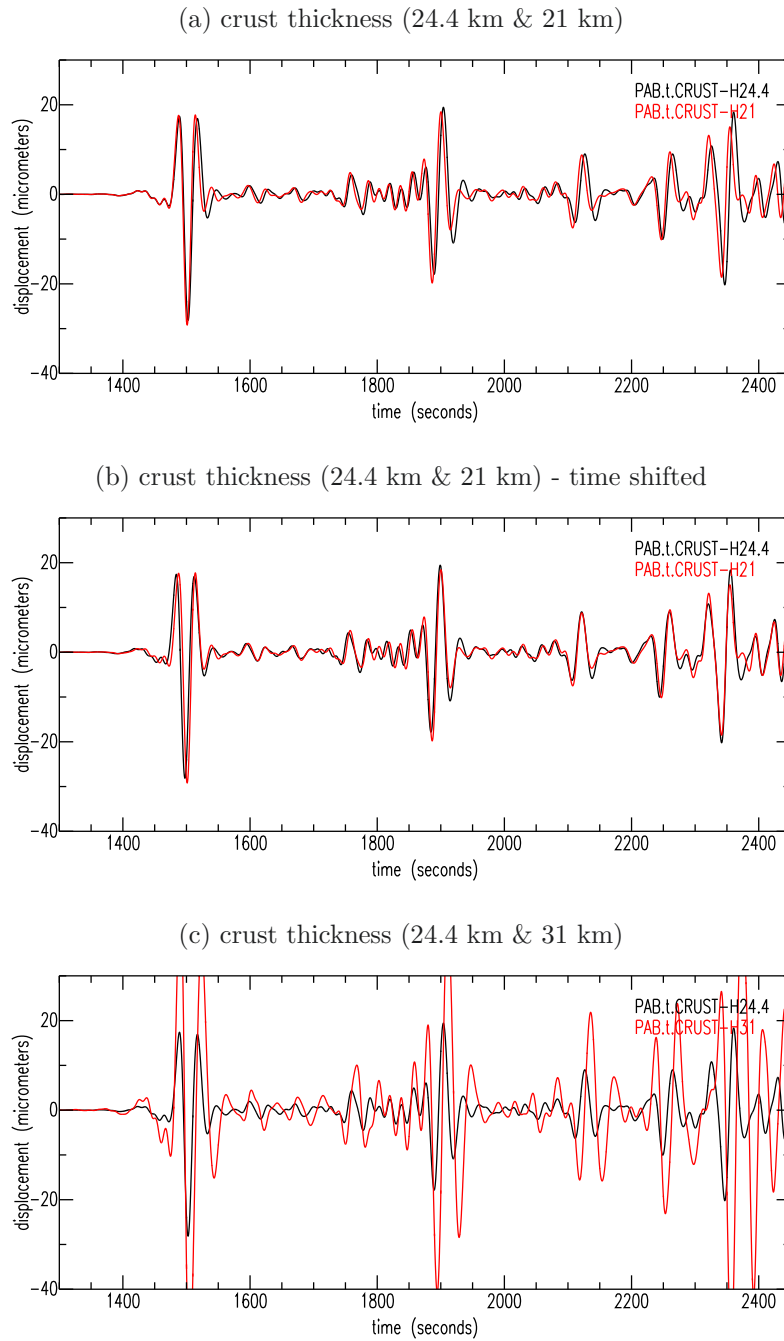 (a) crust thickness (24.4 km & 21 km)
PAB.t.CRUST-H24.4
PAB.t.CRUST-H21
20
0
-20
-40
displacement (micrometers)
1400 1600 1800 2000 2200 2400
time (seconds)
(b) crust thickness (24.4 km & 21 km) - time shifted
PAB.t.CRUST-H24.4
PAB.t.CRUST-H21
20
0
-20
-40
displacement (micrometers)
1400 1600 1800 2000 2200 2400
time (seconds)
(c) crust thickness (24.4 km & 31 km)
PAB.t.CRUST-H24.4
PAB.t.CRUST-H31
20
0
-20
-40
displacement (micrometers)
1400 1600 1800 2000 2200 2400
time (seconds)